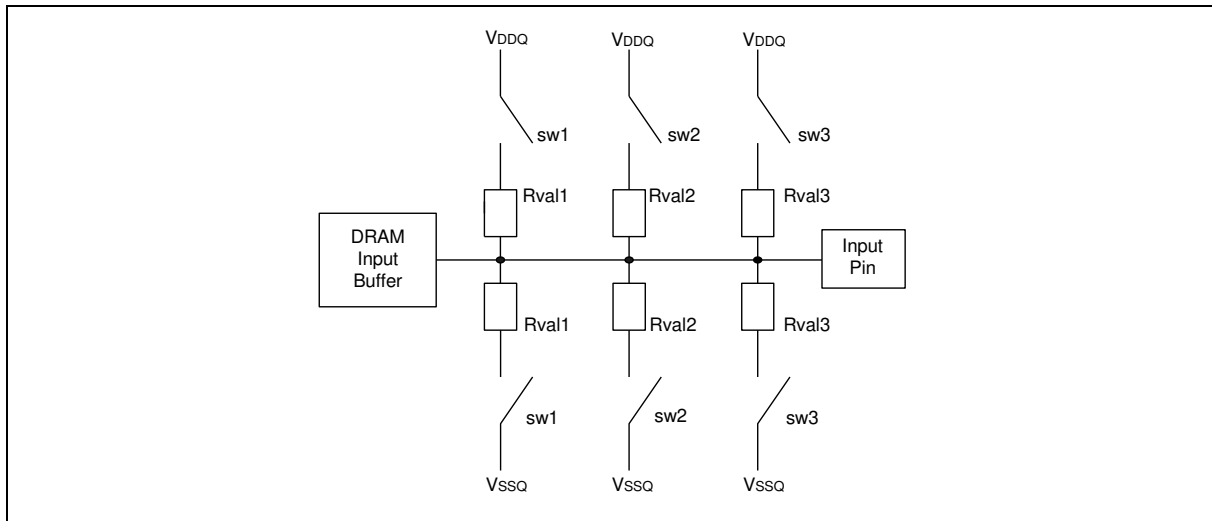 VDDQ VDDQ VDDQ
sw1 sw2 sw3
Rval1 Rval2 Rval3
DRAM
Input
Buffer
Input
Pin
Rval1 Rval2 Rval3
sw1 sw2 sw3
VSSQ VSSQ VSSQ